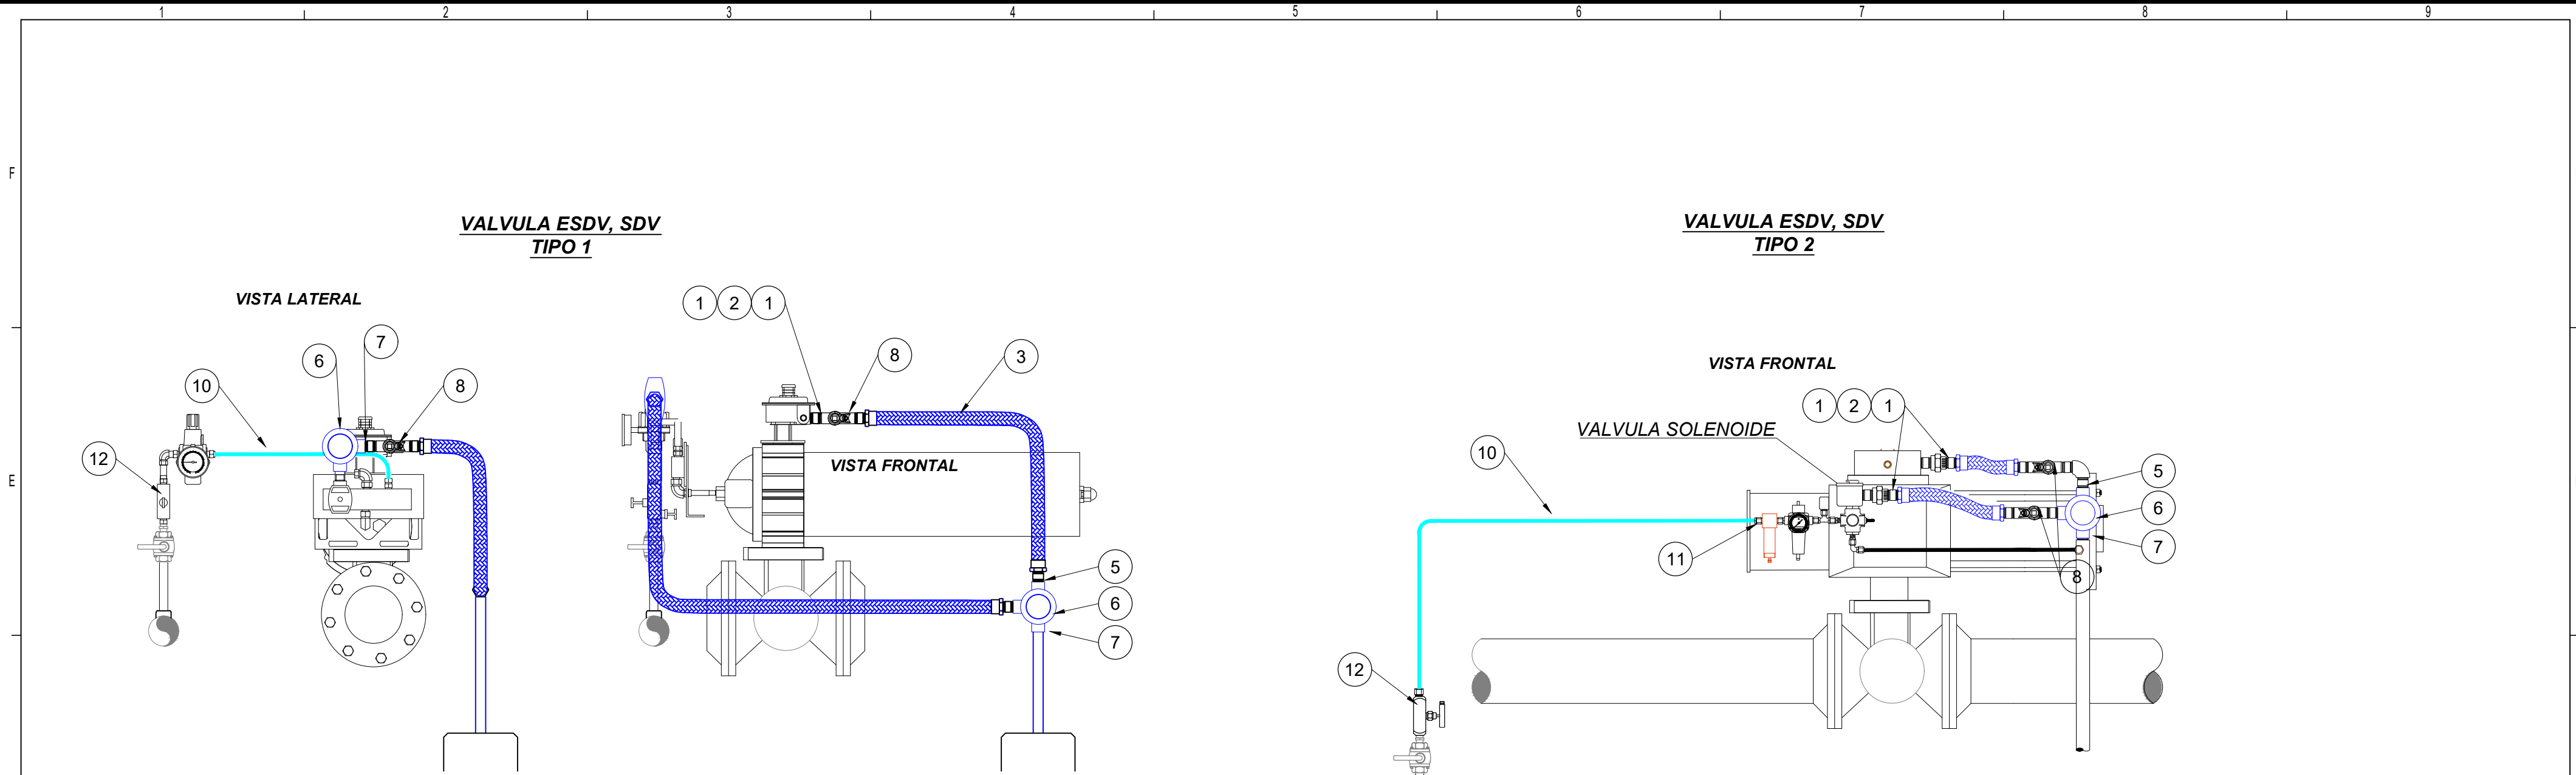 1 2 3 4 5 6 7 8 9
F
E
VALVULA ESDV, SDV
TIPO 1
VISTA LATERAL
6
7
10
8
12
1 2 1
8
3
VISTA FRONTAL
5
6
7
VALVULA ESDV, SDV
TIPO 2
VISTA FRONTAL
1 2 1
VALVULA SOLENOIDE
10
5
6
11
7
8
12